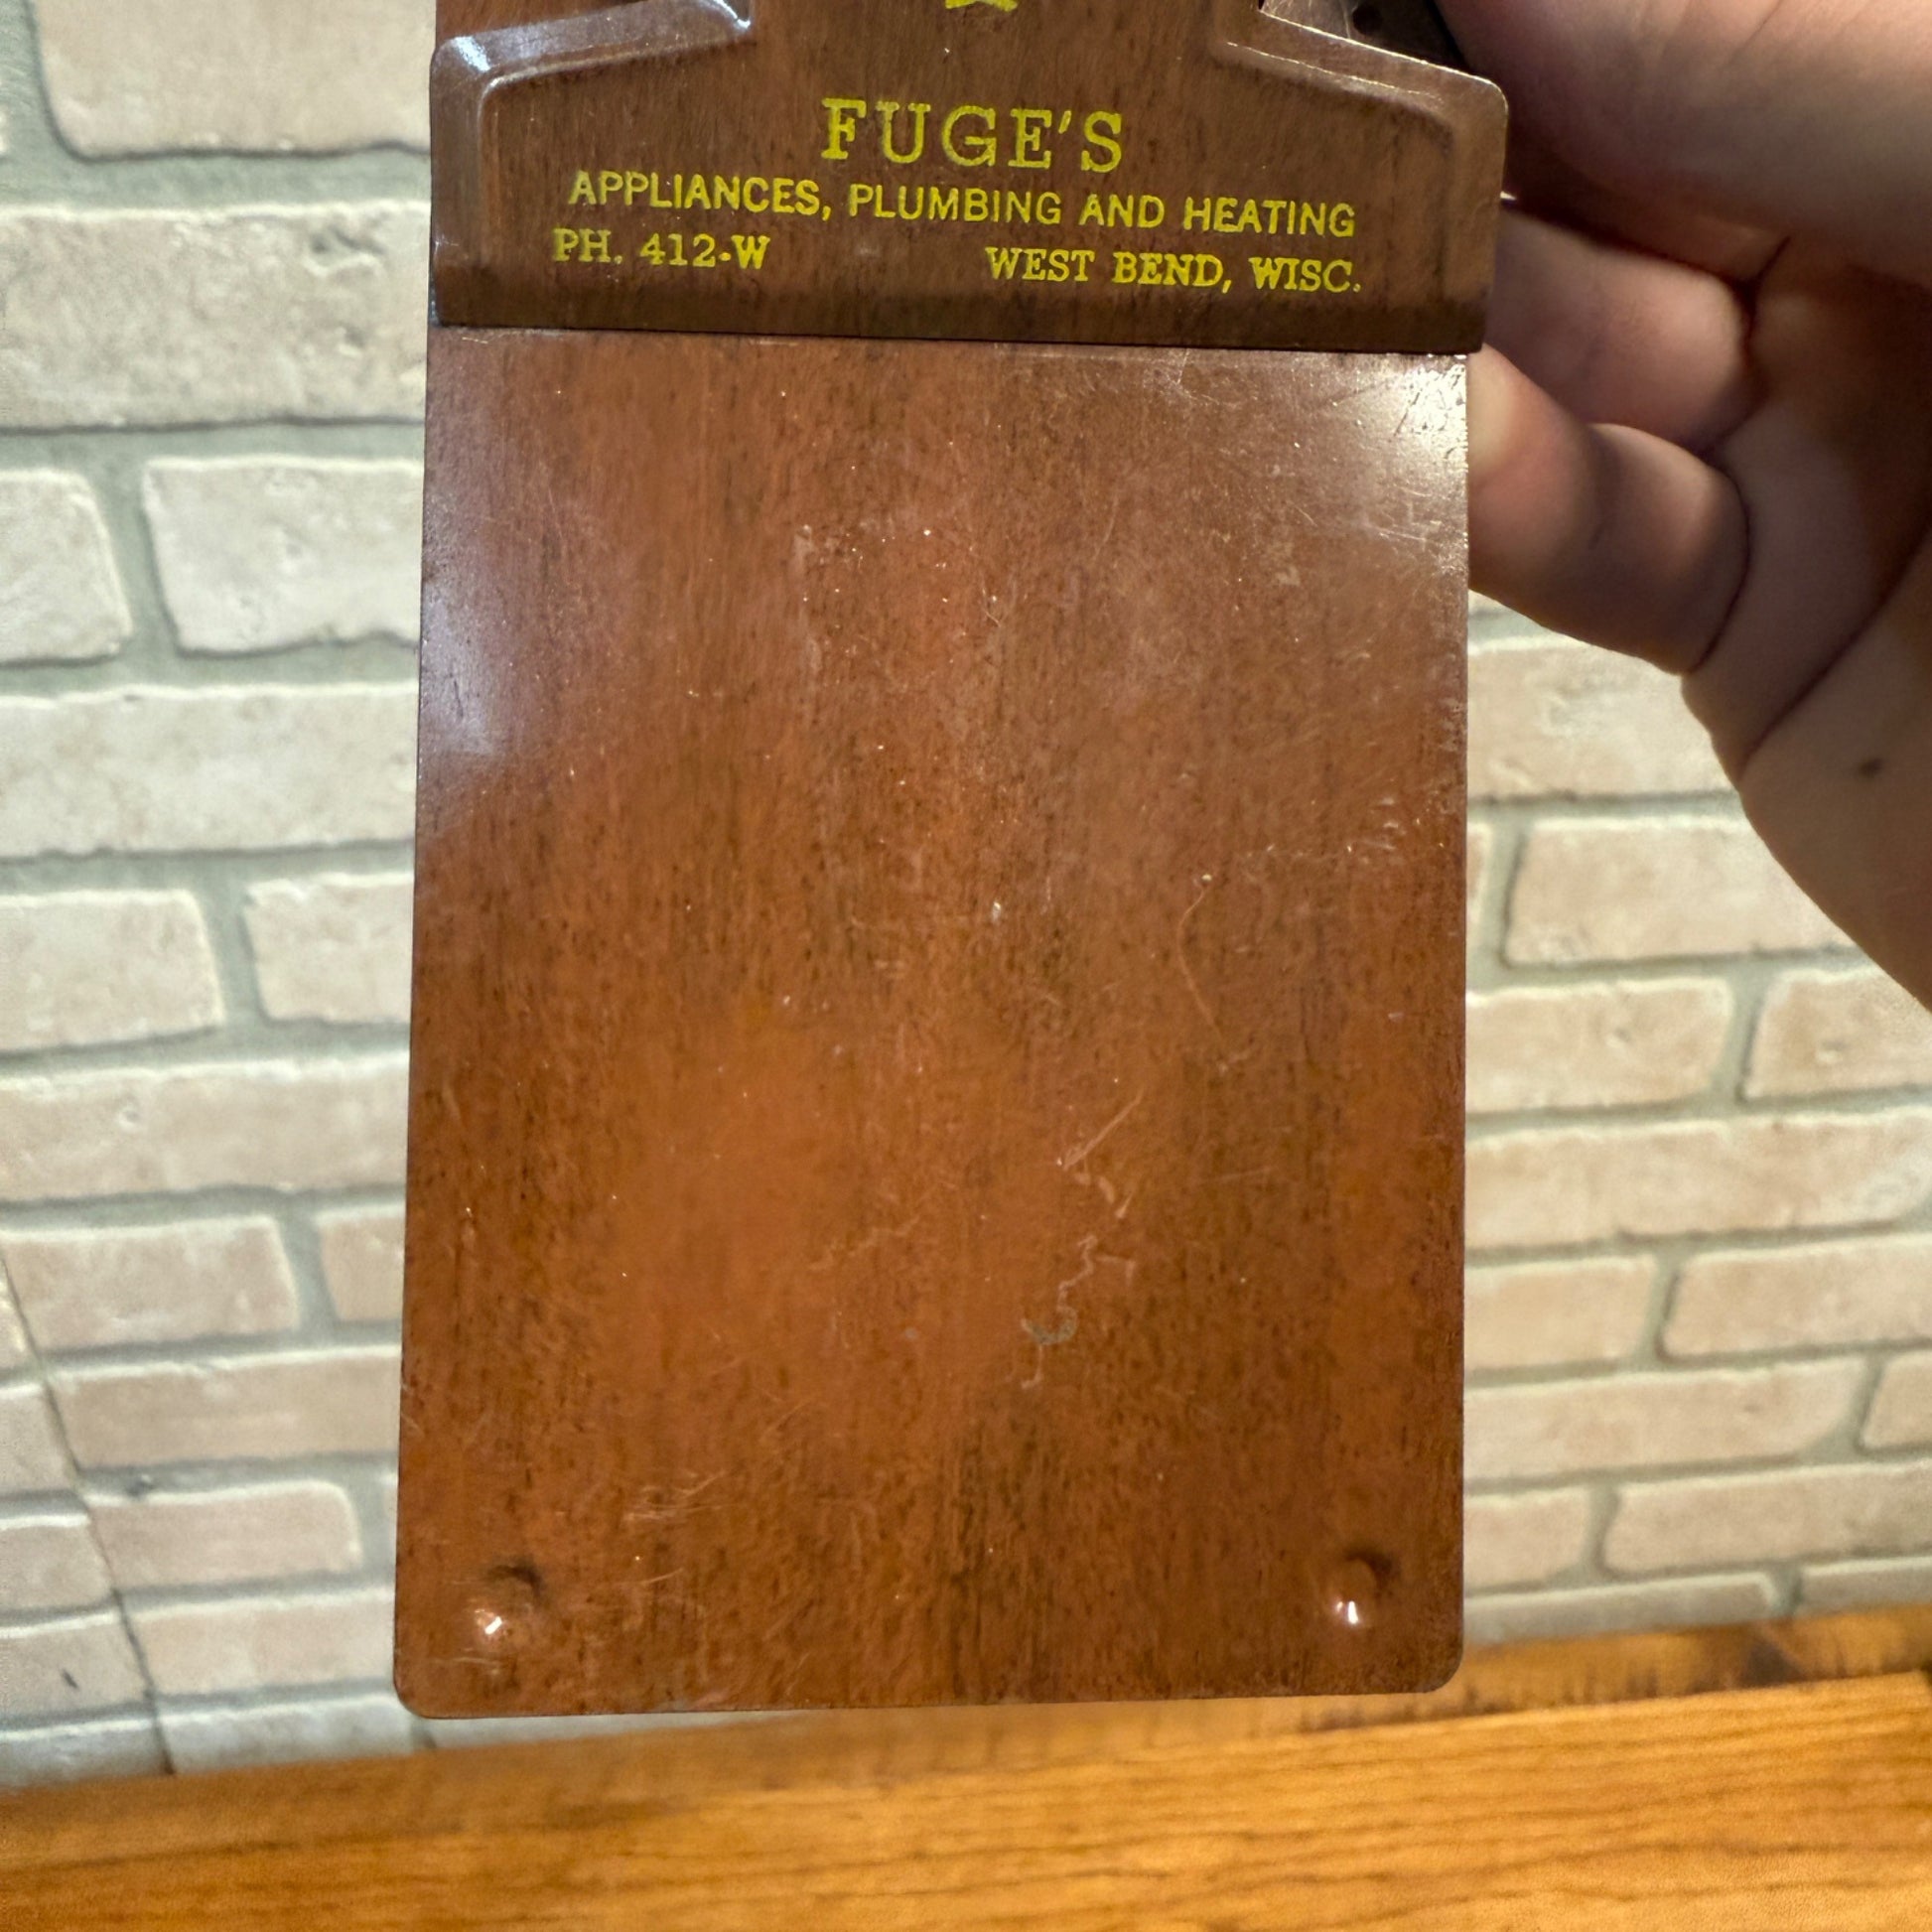 FUGE'S
APPLIANCES, PLUMBING AND HEATING
PH. 412-W WEST BEND, WISC.